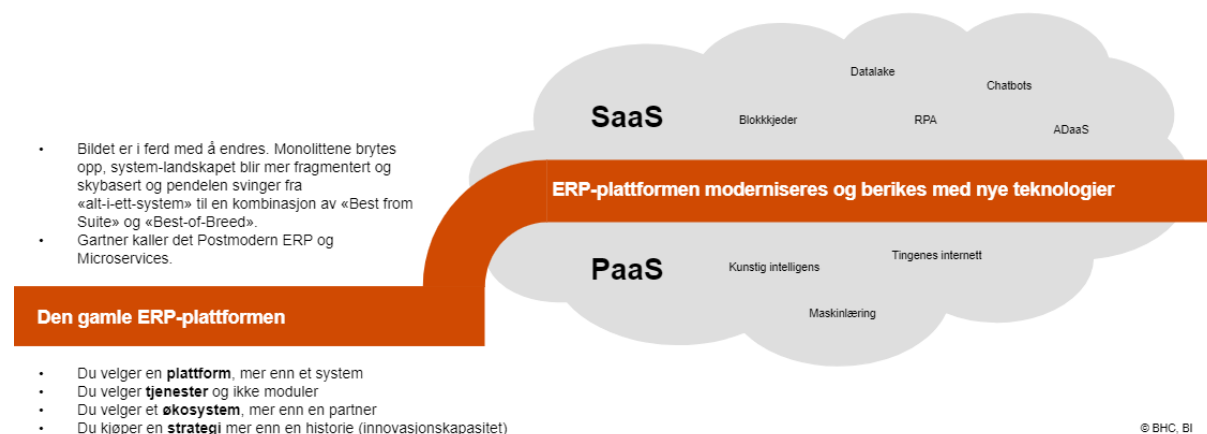 Datalake
Chatbots
SaaS
Blokkkjeder
RPA
ADaaS
• Bildet er i ferd med å endres. Monolittene brytes
opp, system-landskapet blir mer fragmentert og
skybasert og pendelen svinger fra
«alt-i-ett-system» til en kombinasjon av «Best from
Suite» og «Best-of-Breed».
• Gartner kaller det Postmodern ERP og
Microservices.
ERP-plattformen moderniseres og berikes med nye teknologier
PaaS
Kunstig intelligens
Tingenes internett
Maskinlæring
Den gamle ERP-plattformen
• Du velger en plattform, mer enn et system
• Du velger tjenester og ikke moduler
• Du velger et økosystem, mer enn en partner
• Du kjøper en strategi mer enn en historie (innovasjonskapasitet)
© BHC, BI